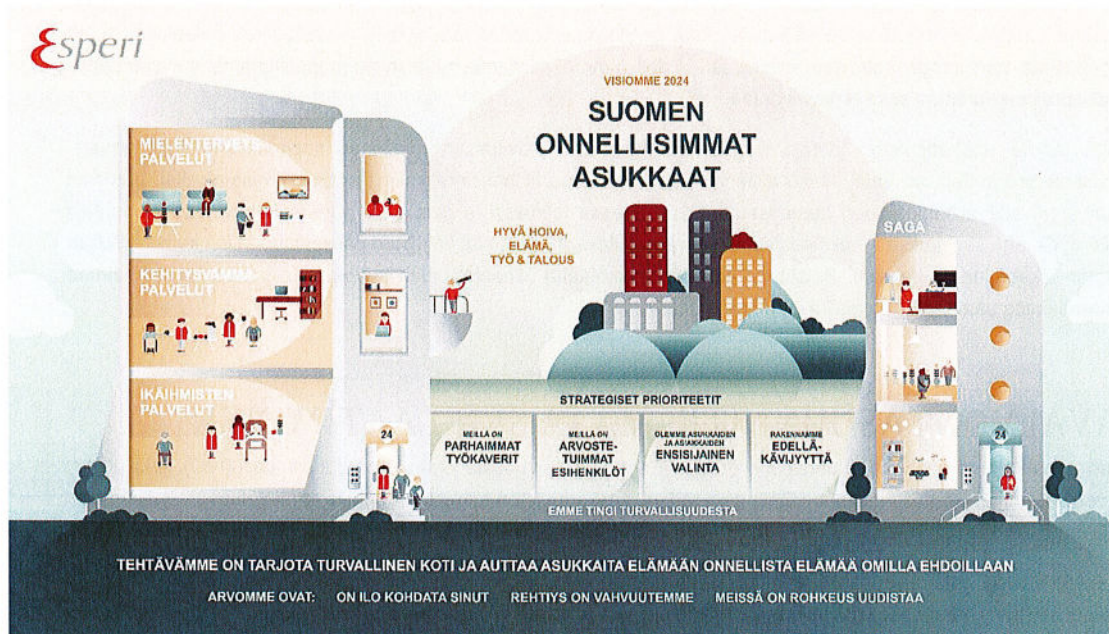 Esperi
VISIOMME 2024
SUOMEN
ONNELLISIMMAT
ASUKKAAT
HYVÄ HOIVA,
ELÄMÄ,
TYÖ & TALOUS
MIELENTERVEYS-
PALVELUT
KEHITYSVAMMA-
PALVELUT
IKÄIHMISTEN
PALVELUT
24
SAGA
24
STRATEGISET PRIORITEETIT
MEILLÄ ON
PARHAIMMAT
TYÖKAVERIT
MEILLÄ ON
ARVOSTE-
TUIMMAT
ESIHENKILÖT
OLEMME ASUKKAIDEN
JA ASIAKKAIDEN
ENSISIJAINEN
VALINTA
RAKENNAMME
EDELLÄ-
KÄVIJYYTTÄ
EMME TINGI TURVALLISUUDESTA
TEHTÄVÄMME ON TARJOTA TURVALLINEN KOTI JA AUTTAA ASUKKAITA ELÄMÄÄN ONNELLISTA ELÄMÄÄ OMILLA EHDOILLAAN
ARVOMME OVAT: ON ILO KOHDATA SINUT REHTIYS ON VAHVUUTEMME MEISSÄ ON ROHKEUS UUDISTAA